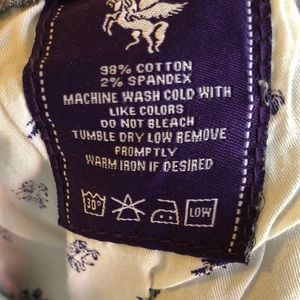 98% COTTON
2% SPANDEX
MACHINE WASH COLD WITH
LIKE COLORS
DO NOT BLEACH
TUMBLE DRY LOW REMOVE
PROMPTLY
WARM IRON IF DESIRED
30° LOW